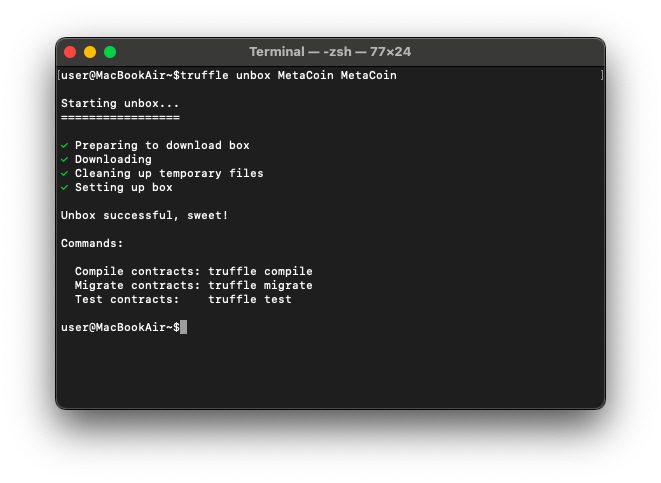 Terminal — -zsh — 77×24
[user@MacBookAir~$truffle unbox MetaCoin MetaCoin ]
Starting unbox...
=================
✓ Preparing to download box
✓ Downloading
✓ Cleaning up temporary files
✓ Setting up box
Unbox successful, sweet!
Commands:
Compile contracts: truffle compile
Migrate contracts: truffle migrate
Test contracts: truffle test
user@MacBookAir~$